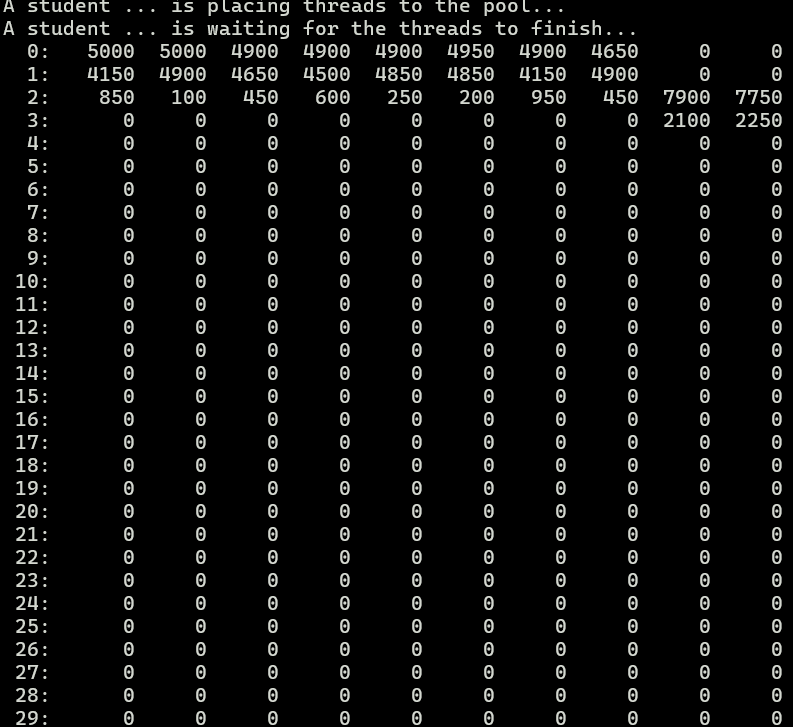 A student ... is placing threads to the pool...
A student ... is waiting for the threads to finish...
0: 5000 5000 4900 4900 4900 4950 4900 4650 0 0
1: 4150 4900 4650 4500 4850 4850 4150 4900 0 0
2: 850 100 450 600 250 200 950 450 7900 7750
3: 0 0 0 0 0 0 0 0 2100 2250
4: 0 0 0 0 0 0 0 0 0 0
5: 0 0 0 0 0 0 0 0 0 0
6: 0 0 0 0 0 0 0 0 0 0
7: 0 0 0 0 0 0 0 0 0 0
8: 0 0 0 0 0 0 0 0 0 0
9: 0 0 0 0 0 0 0 0 0 0
10: 0 0 0 0 0 0 0 0 0 0
11: 0 0 0 0 0 0 0 0 0 0
12: 0 0 0 0 0 0 0 0 0 0
13: 0 0 0 0 0 0 0 0 0 0
14: 0 0 0 0 0 0 0 0 0 0
15: 0 0 0 0 0 0 0 0 0 0
16: 0 0 0 0 0 0 0 0 0 0
17: 0 0 0 0 0 0 0 0 0 0
18: 0 0 0 0 0 0 0 0 0 0
19: 0 0 0 0 0 0 0 0 0 0
20: 0 0 0 0 0 0 0 0 0 0
21: 0 0 0 0 0 0 0 0 0 0
22: 0 0 0 0 0 0 0 0 0 0
23: 0 0 0 0 0 0 0 0 0 0
24: 0 0 0 0 0 0 0 0 0 0
25: 0 0 0 0 0 0 0 0 0 0
26: 0 0 0 0 0 0 0 0 0 0
27: 0 0 0 0 0 0 0 0 0 0
28: 0 0 0 0 0 0 0 0 0 0
29: 0 0 0 0 0 0 0 0 0 0